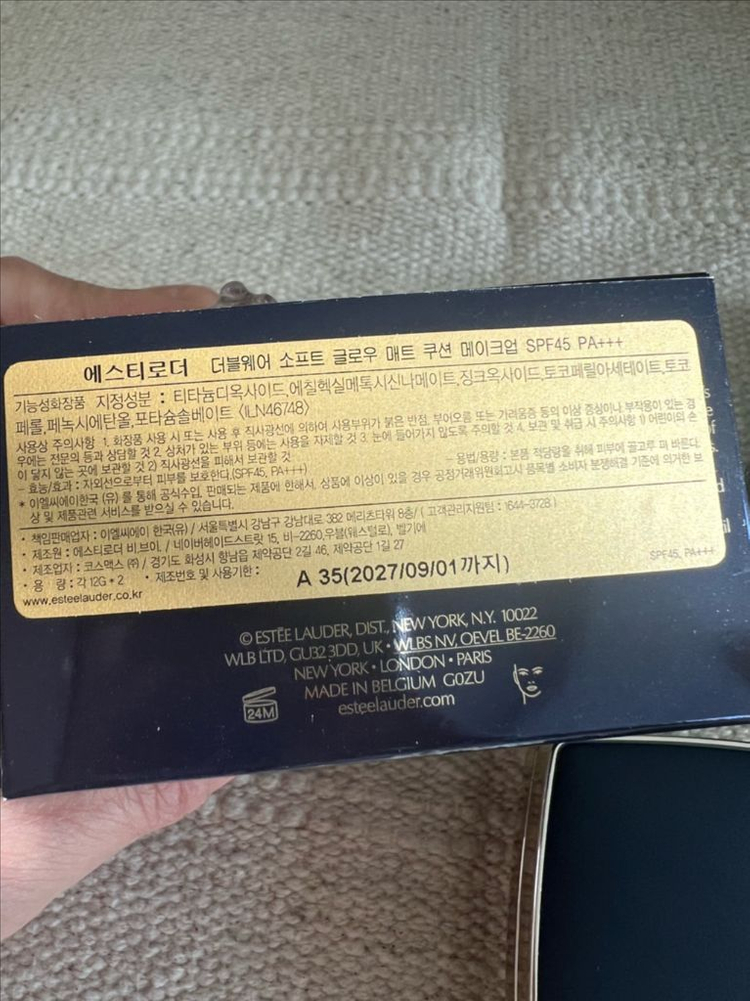 에스티로더 더블웨어 소프트 글로우 매트 쿠션 메이크업 SPF45 PA+++
기능성화장품 지정성분 : 티타늄디옥사이드,에칠헥실메톡시신나메이트,징크옥사이드,토코페릴아세테이트,토코
페롤,페녹시에탄올,포타슘솔베이트 <ILN46748>
사용상 주의사항 1. 화장품 사용 시 또는 사용 후 직사광선에 의하여 사용부위가 붉은 반점, 부어오름 또는 가려움증 등의 이상 증상이나 부작용이 있는 경
우에는 전문의 등과 상담할 것 2. 상처가 있는 부위 등에는 사용을 자제할 것 3. 눈에 들어가지 않도록 주의할 것 4. 보관 및 취급 시 주의사항 1) 어린이의 손
이 닿지 않는 곳에 보관할 것 2) 직사광선을 피해서 보관할 것
- 용법/용량 : 본품 적당량을 취해 피부에 골고루 펴 바른다.
- 효능/효과 : 자외선으로부터 피부를 보호한다.(SPF45, PA+++)
* 이엘씨에이한국 (유) 를 통해 공식수입, 판매되는 제품에 한해서, 상품에 이상이 있을 경우 공정거래위원회고시 품목별 소비자 분쟁해결 기준에 의거한 보
상 및 제품관련 서비스를 받으실 수 있습니다.
• 책임판매업자 : 이엘씨에이 한국(유) / 서울특별시 강남구 강남대로 382 메리츠타워 8층/ ( 고객관리지원팀 : 1644-3728.)
• 제조원 : 에스티로더 비.브이. / 네이버헤이드스트랏 15, 비-2260,우블(웨스털로), 벨기에
• 제조업자 : 코스맥스 ㈜ / 경기도 화성시 향남읍 제약공단 2길 46, 제약공단 1길 27
• 용 량 : 각 12G * 2 • 제조번호 및 사용기한 : A 35(2027/09/01까지)
SPF45, PA+++
www.esteelauder.co.kr
© ESTĒE LAUDER, DIST., NEW YORK, N.Y. 10022
WLB LTD, GU32 3DD, UK • WLBS NV, OEVEL BE-2260
NEW YORK • LONDON • PARIS
MADE IN BELGIUM G0ZU
esteelauder.com
24M